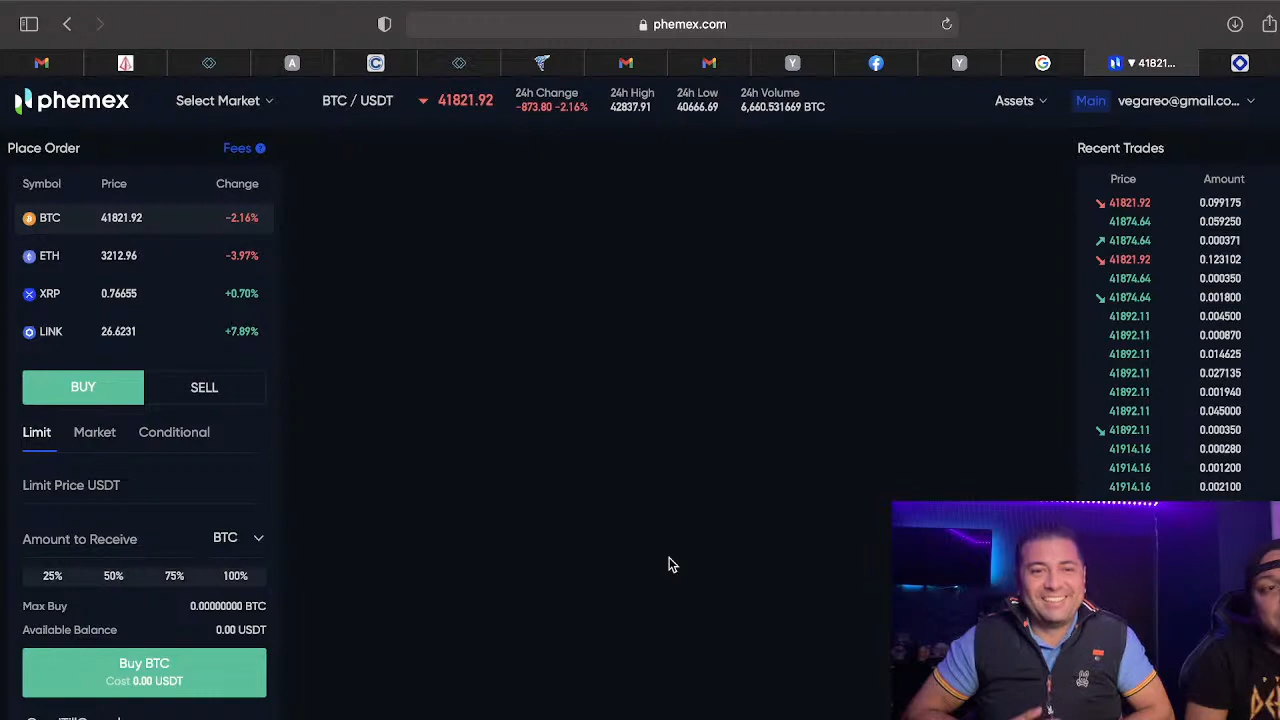 phemex.com
A
C
Y
Y
▼ 41821...
phemex
Select Market
BTC / USDT
41821.92
24h Change
-873.80 -2.16%
24h High
42837.91
24h Low
40666.69
24h Volume
6,660.531669 BTC
Assets
Main
vegareo@gmail.co...
Place Order
Fees ?
Symbol Price Change
BTC 41821.92 -2.16%
ETH 3212.96 -3.97%
XRP 0.76655 +0.70%
LINK 26.6231 +7.89%
BUY SELL
Limit Market Conditional
Limit Price USDT
Amount to Receive BTC
25% 50% 75% 100%
Max Buy 0.00000000 BTC
Available Balance 0.00 USDT
Buy BTC
Cost 0.00 USDT
Recent Trades
Price Amount
41821.92 0.099175
41874.64 0.059250
41874.64 0.000371
41821.92 0.123102
41874.64 0.000350
41874.64 0.001800
41892.11 0.004500
41892.11 0.000870
41892.11 0.014625
41892.11 0.027135
41892.11 0.001940
41892.11 0.045000
41892.11 0.000350
41914.16 0.000280
41914.16 0.001200
41914.16 0.002100